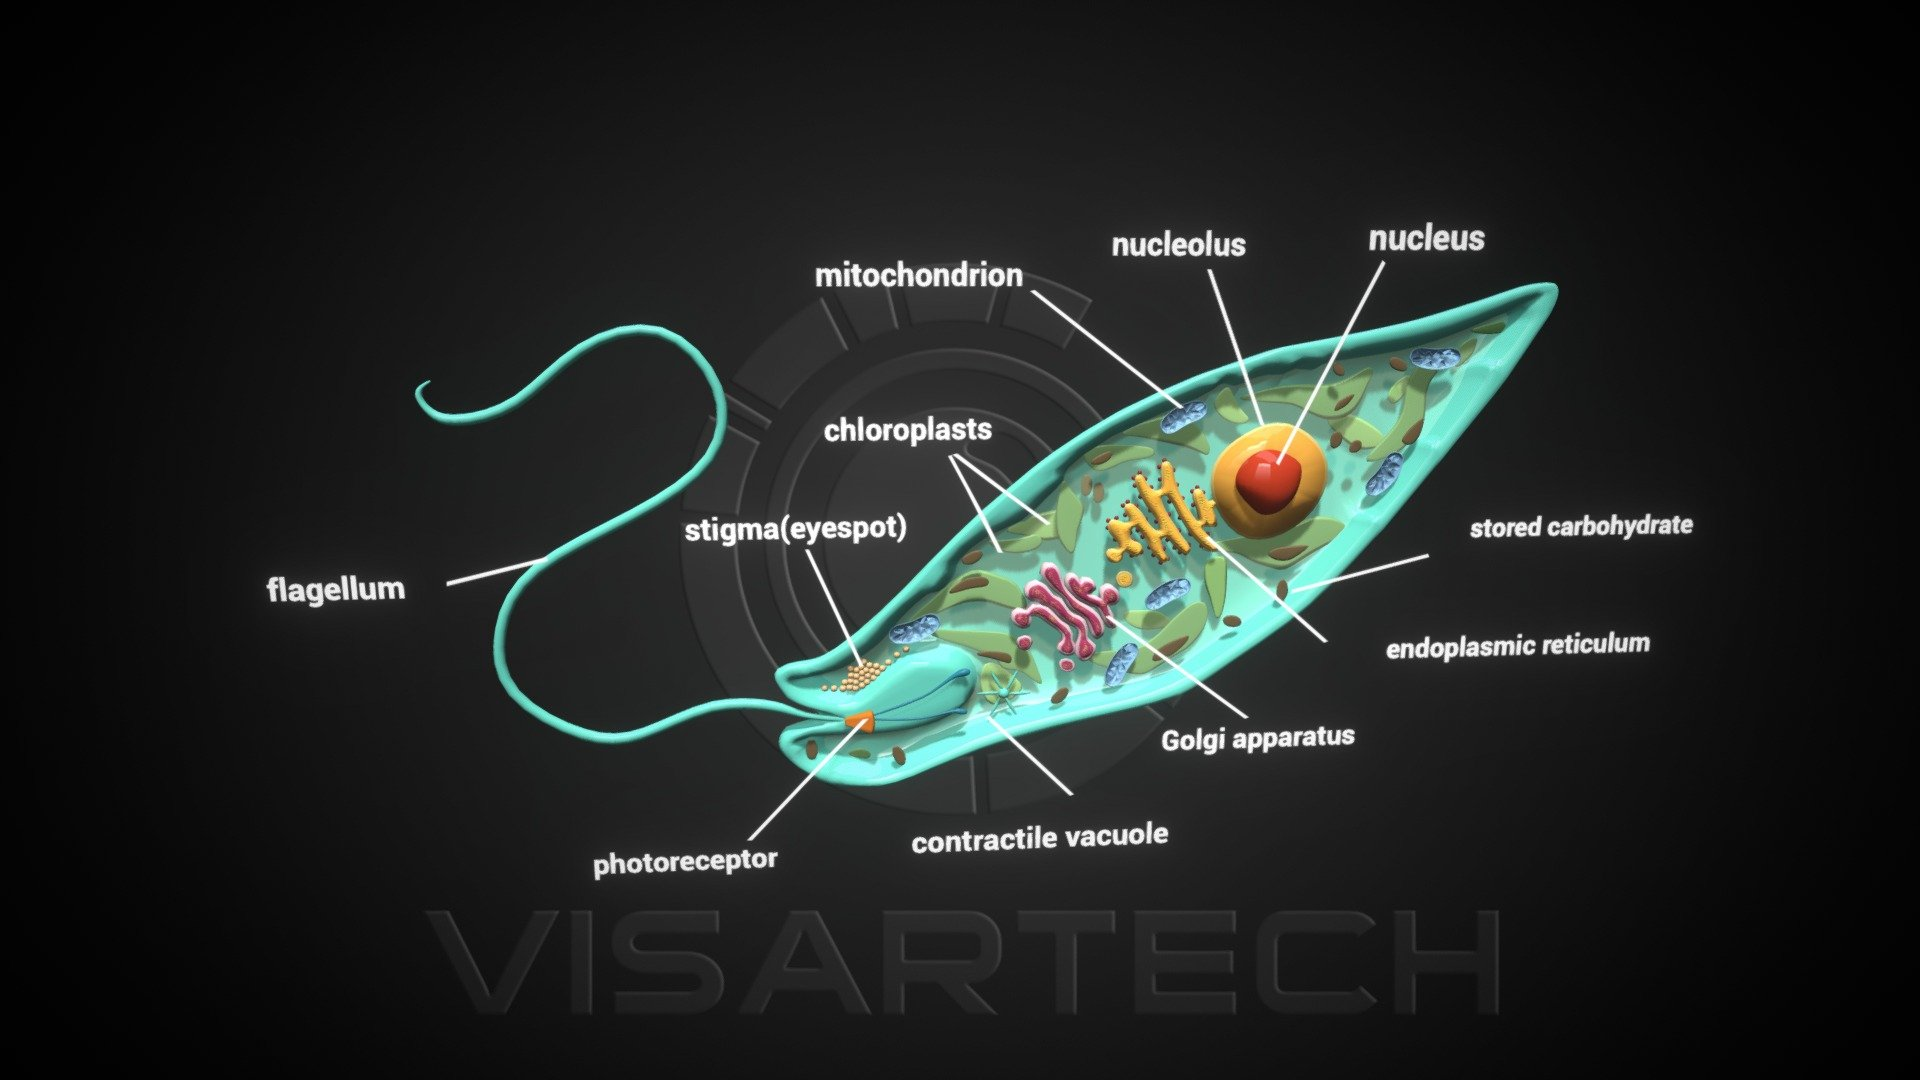 nucleolus
nucleus
mitochondrion
chloroplasts
stigma(eyespot)
stored carbohydrate
flagellum
endoplasmic reticulum
Golgi apparatus
contractile vacuole
photoreceptor
VISARTECH